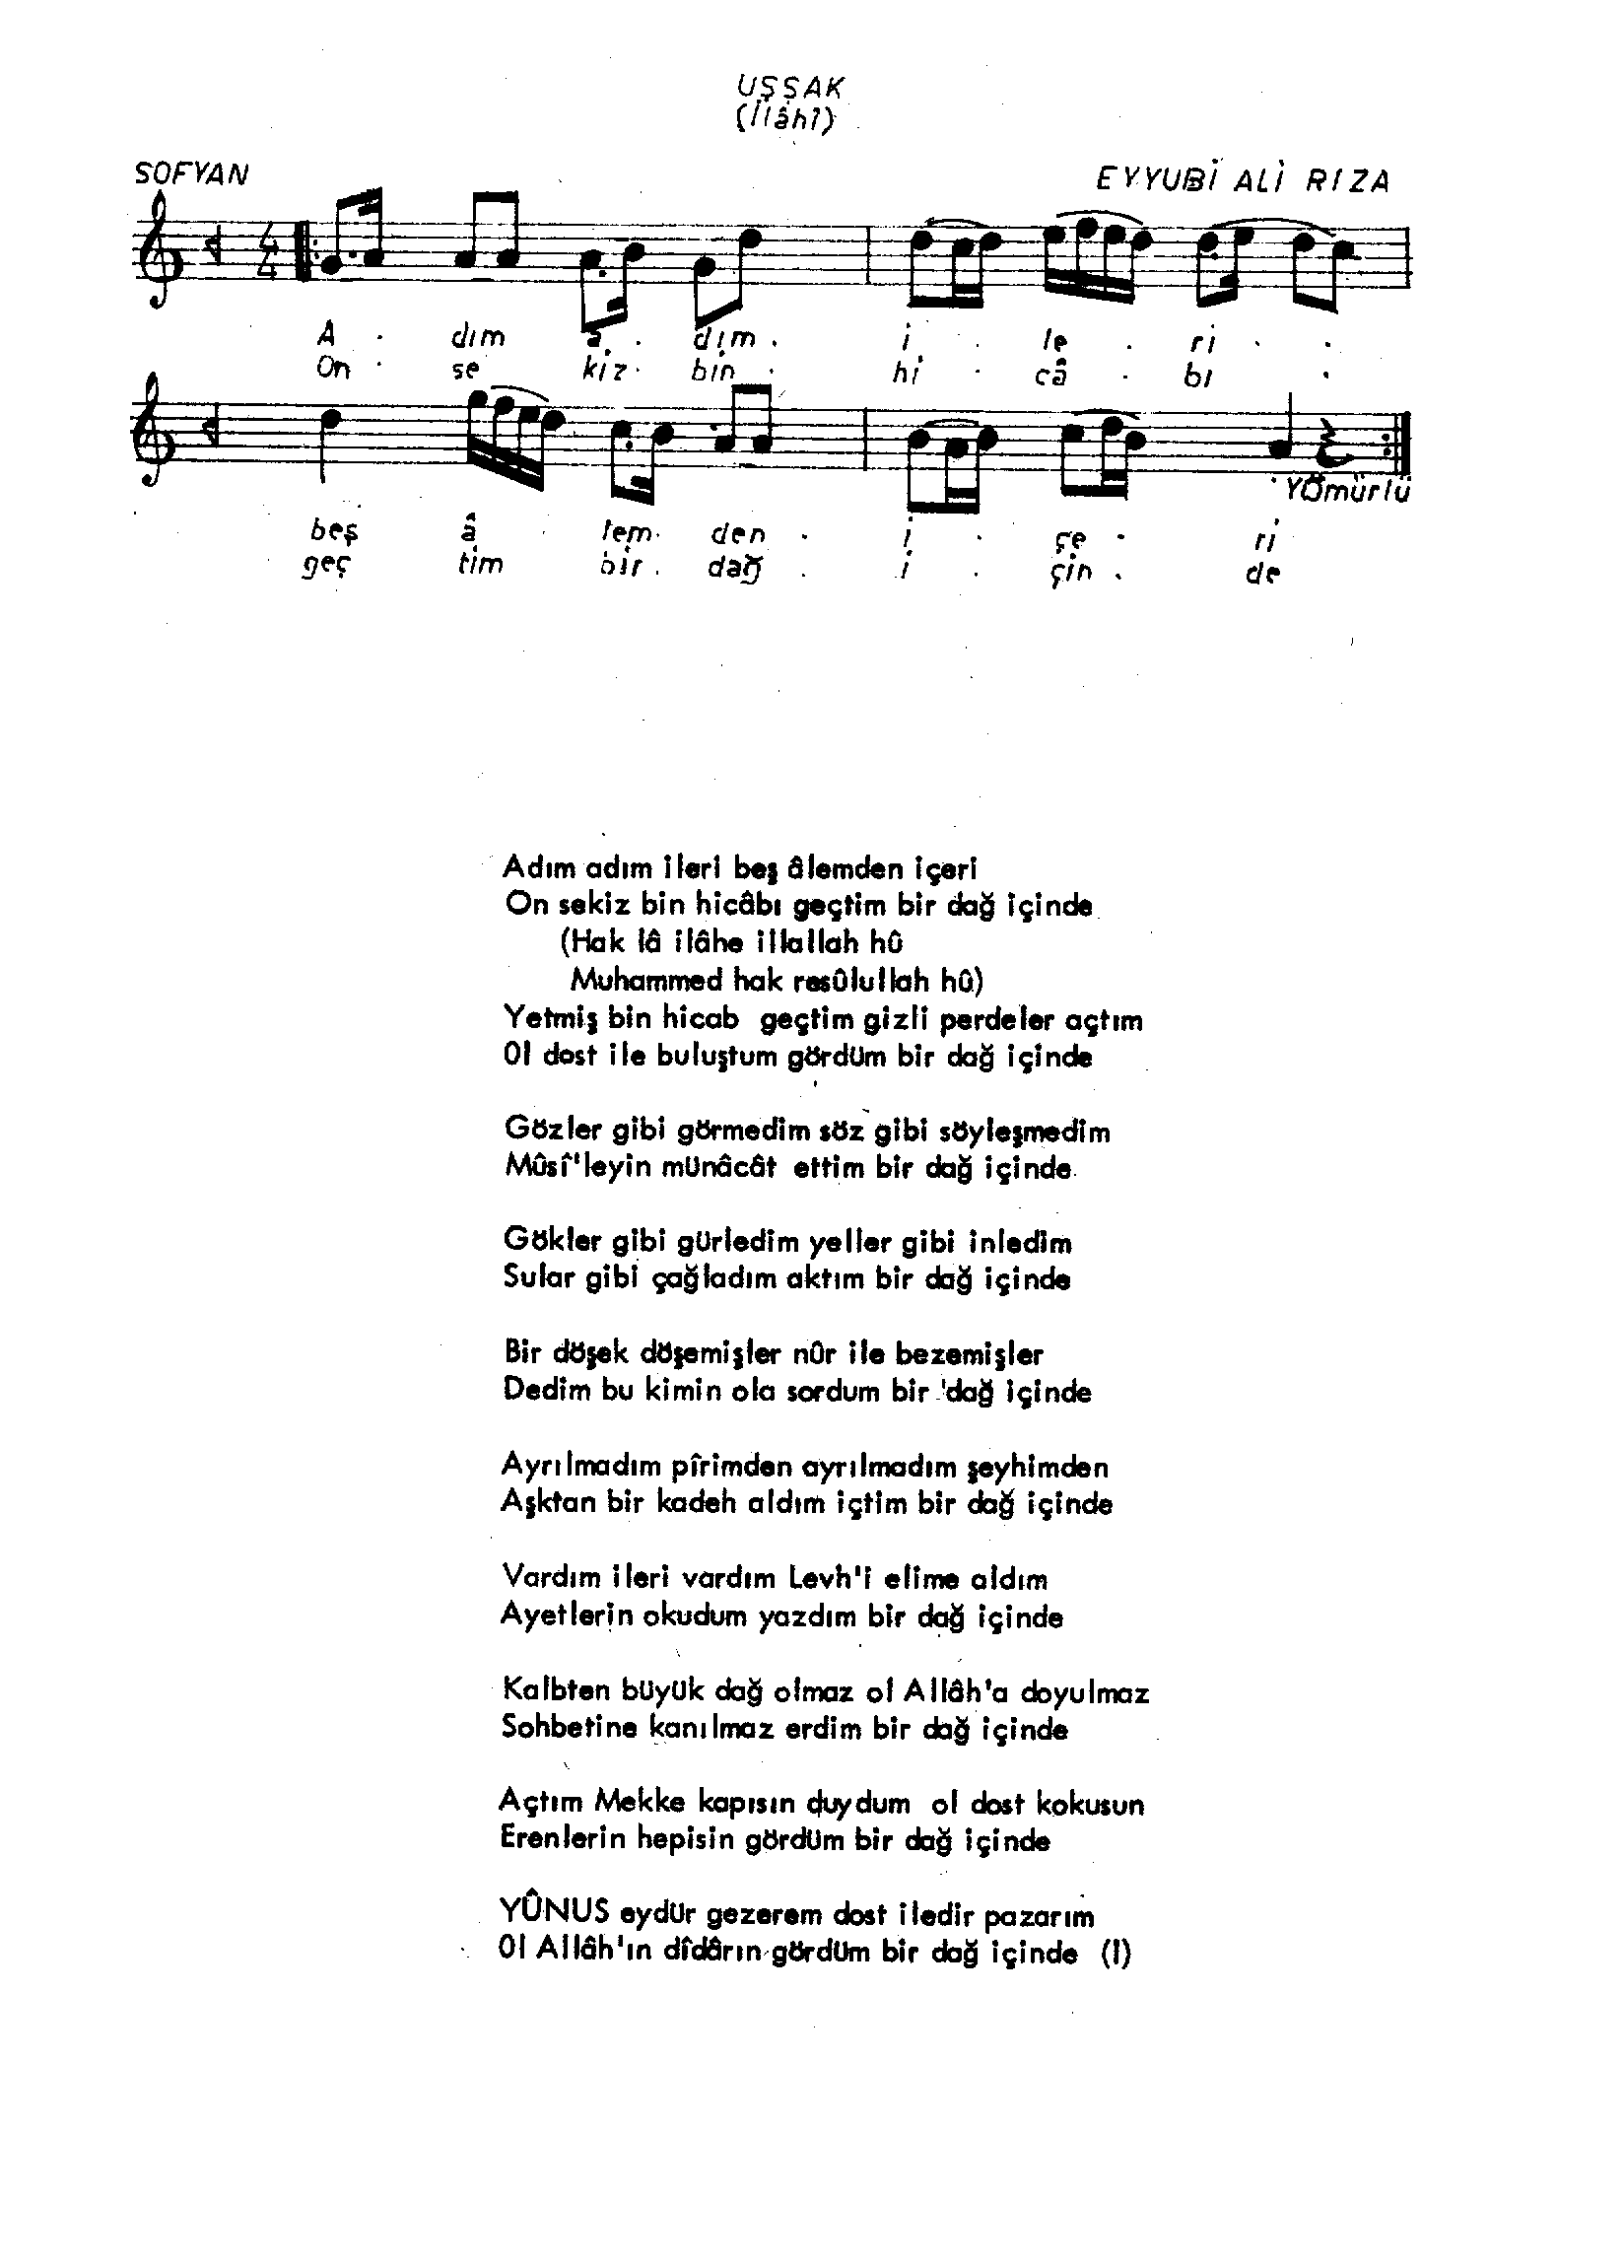 UŞŞAK
(İlâhî)
SOFYAN
EYYUBİ ALİ RIZA
4
4
A . dım a . dım . i . le . ri . .
On . se kiz . bin . hi . câ . bı .
beş â . lem . den . i . çe . ri
geç tim bir . dağ . i . çin . de
YÖmürlü
Adım adım ileri beş âlemden içeri
On sekiz bin hicâbı geçtim bir dağ içinde
(Hak lâ ilâhe illallah hû
Muhammed hak resûlullah hû)
Yetmiş bin hicab geçtim gizli perdeler açtım
Ol dost ile buluştum gördüm bir dağ içinde
Gözler gibi görmedim söz gibi söyleşmedim
Mûsî'leyin münâcât ettim bir dağ içinde
Gökler gibi gürledim yeller gibi inledim
Sular gibi çağladım aktım bir dağ içinde
Bir döşek döşemişler nûr ile bezemişler
Dedim bu kimin ola sordum bir dağ içinde
Ayrılmadım pîrimden ayrılmadım şeyhimden
Aşktan bir kadeh aldım içtim bir dağ içinde
Vardım ileri vardım Levh'i elime aldım
Ayetlerin okudum yazdım bir dağ içinde
Kalbten büyük dağ olmaz ol Allâh'a doyulmaz
Sohbetine kanılmaz erdim bir dağ içinde
Açtım Mekke kapısın duydum ol dost kokusun
Erenlerin hepisin gördüm bir dağ içinde
YÛNUS eydür gezerem dost iledir pazarım
Ol Allâh'ın dîdârın gördüm bir dağ içinde (I)